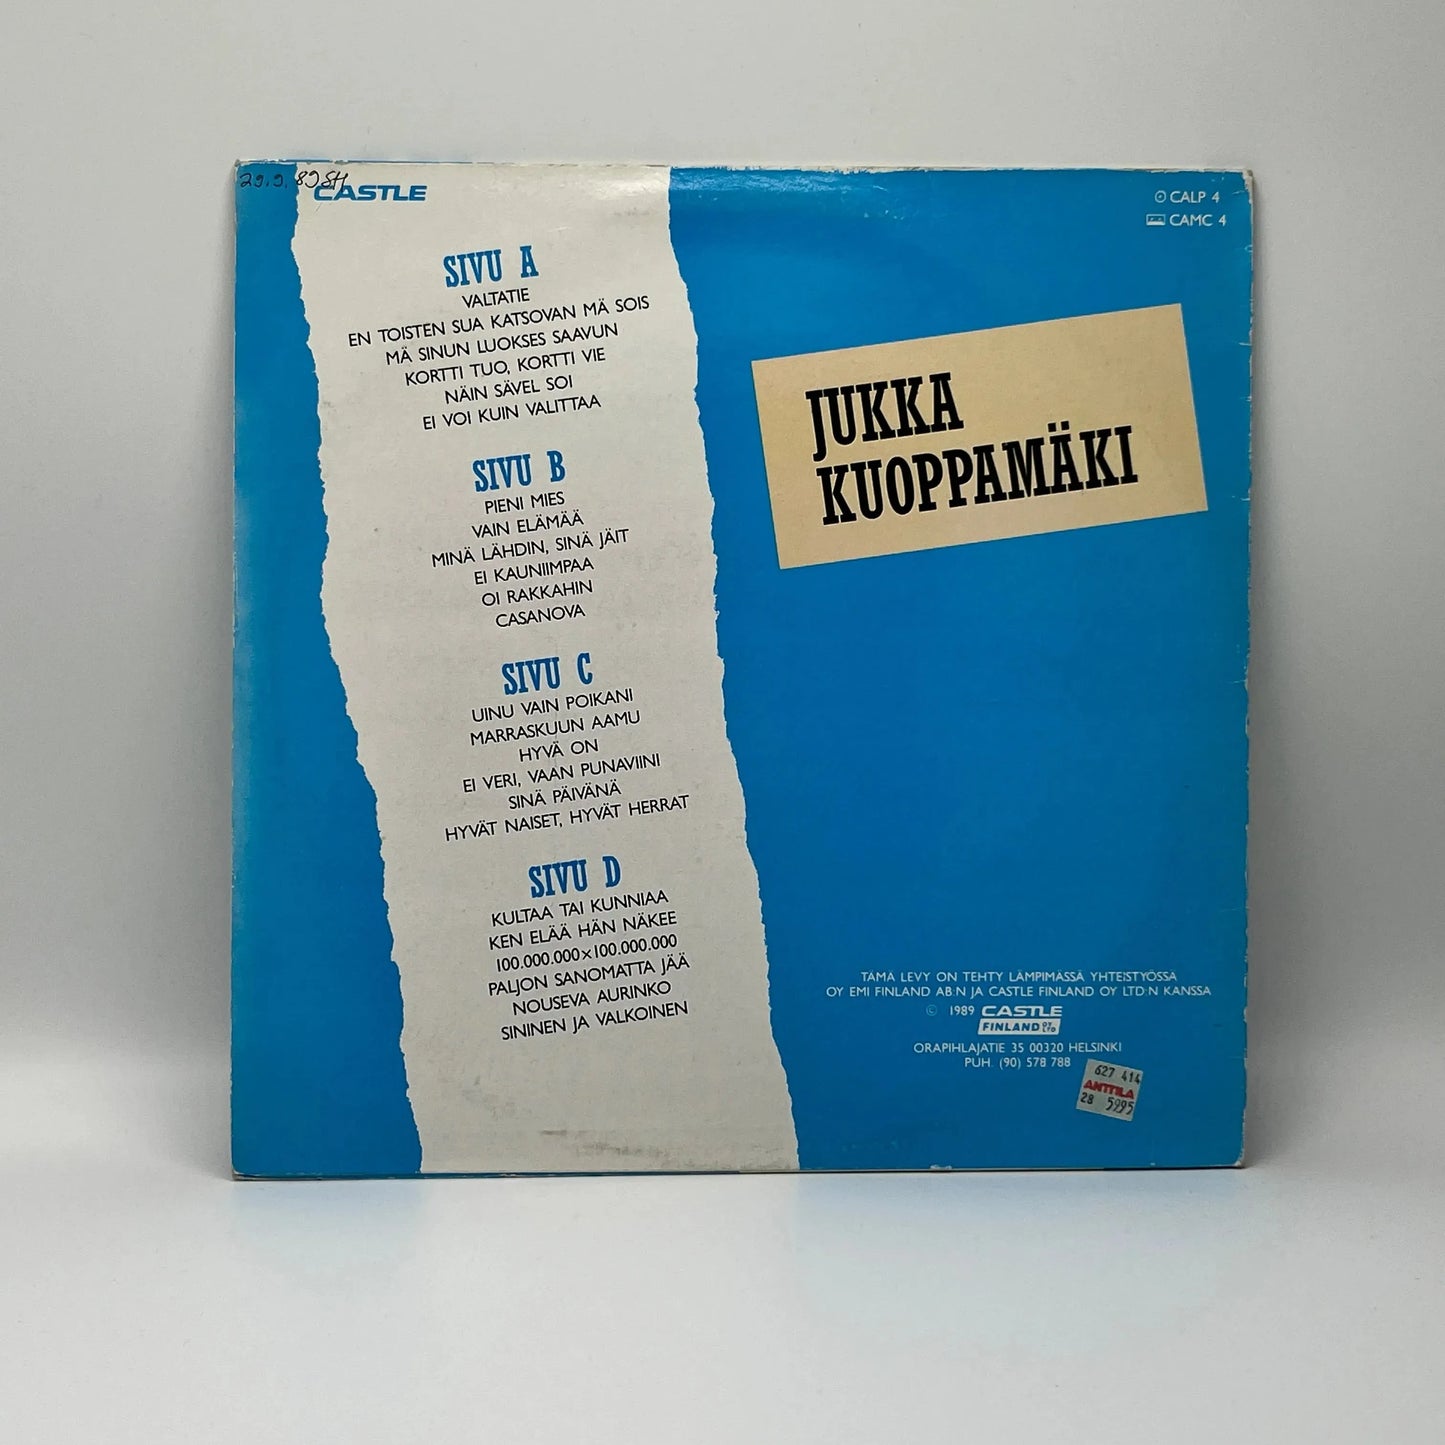 29.9.89 SH
CASTLE
SIVU A
VALTATIE
EN TOISTEN SUA KATSOVAN MÄ SOIS
MÄ SINUN LUOKSES SAAVUN
KORTTI TUO, KORTTI VIE
NÄIN SÄVEL SOI
EI VOI KUIN VALITTAA
SIVU B
PIENI MIES
VAIN ELÄMÄÄ
MINÄ LÄHDIN, SINÄ JÄIT
EI KAUNIIMPAA
OI RAKKAHIN
CASANOVA
SIVU C
UINU VAIN POIKANI
MARRASKUUN AAMU
HYVÄ ON
EI VERI, VAAN PUNAVIINI
SINÄ PÄIVÄNÄ
HYVÄT NAISET, HYVÄT HERRAT
SIVU D
KULTAA TAI KUNNIAA
KEN ELÄÄ HÄN NÄKEE
100.000.000×100.000.000
PALJON SANOMATTA JÄÄ
NOUSEVA AURINKO
SININEN JA VALKOINEN
CALP 4
CAMC 4
JUKKA
KUOPPAMÄKI
TÄMÄ LEVY ON TEHTY LÄMPIMÄSSÄ YHTEISTYÖSSÄ
OY EMI FINLAND AB:N JA CASTLE FINLAND OY LTD:N KANSSA
© 1989 CASTLE
FINLAND OY LTD
ORAPIHLAJATIE 35 00320 HELSINKI
PUH. (90) 578 788
627 414
ANTTILA
28 5995